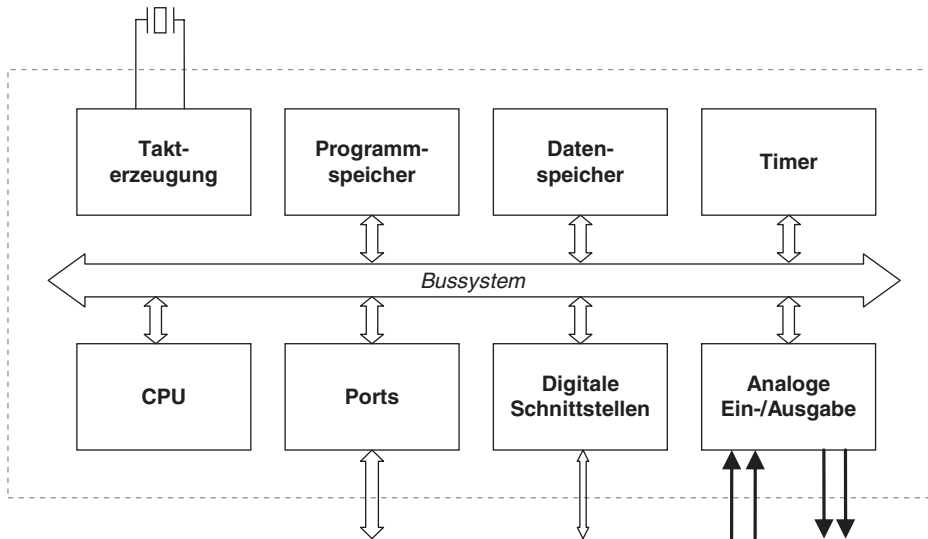 Takt-
erzeugung
Programm-
speicher
Daten-
speicher
Timer
Bussystem
CPU
Ports
Digitale
Schnittstellen
Analoge
Ein-/Ausgabe